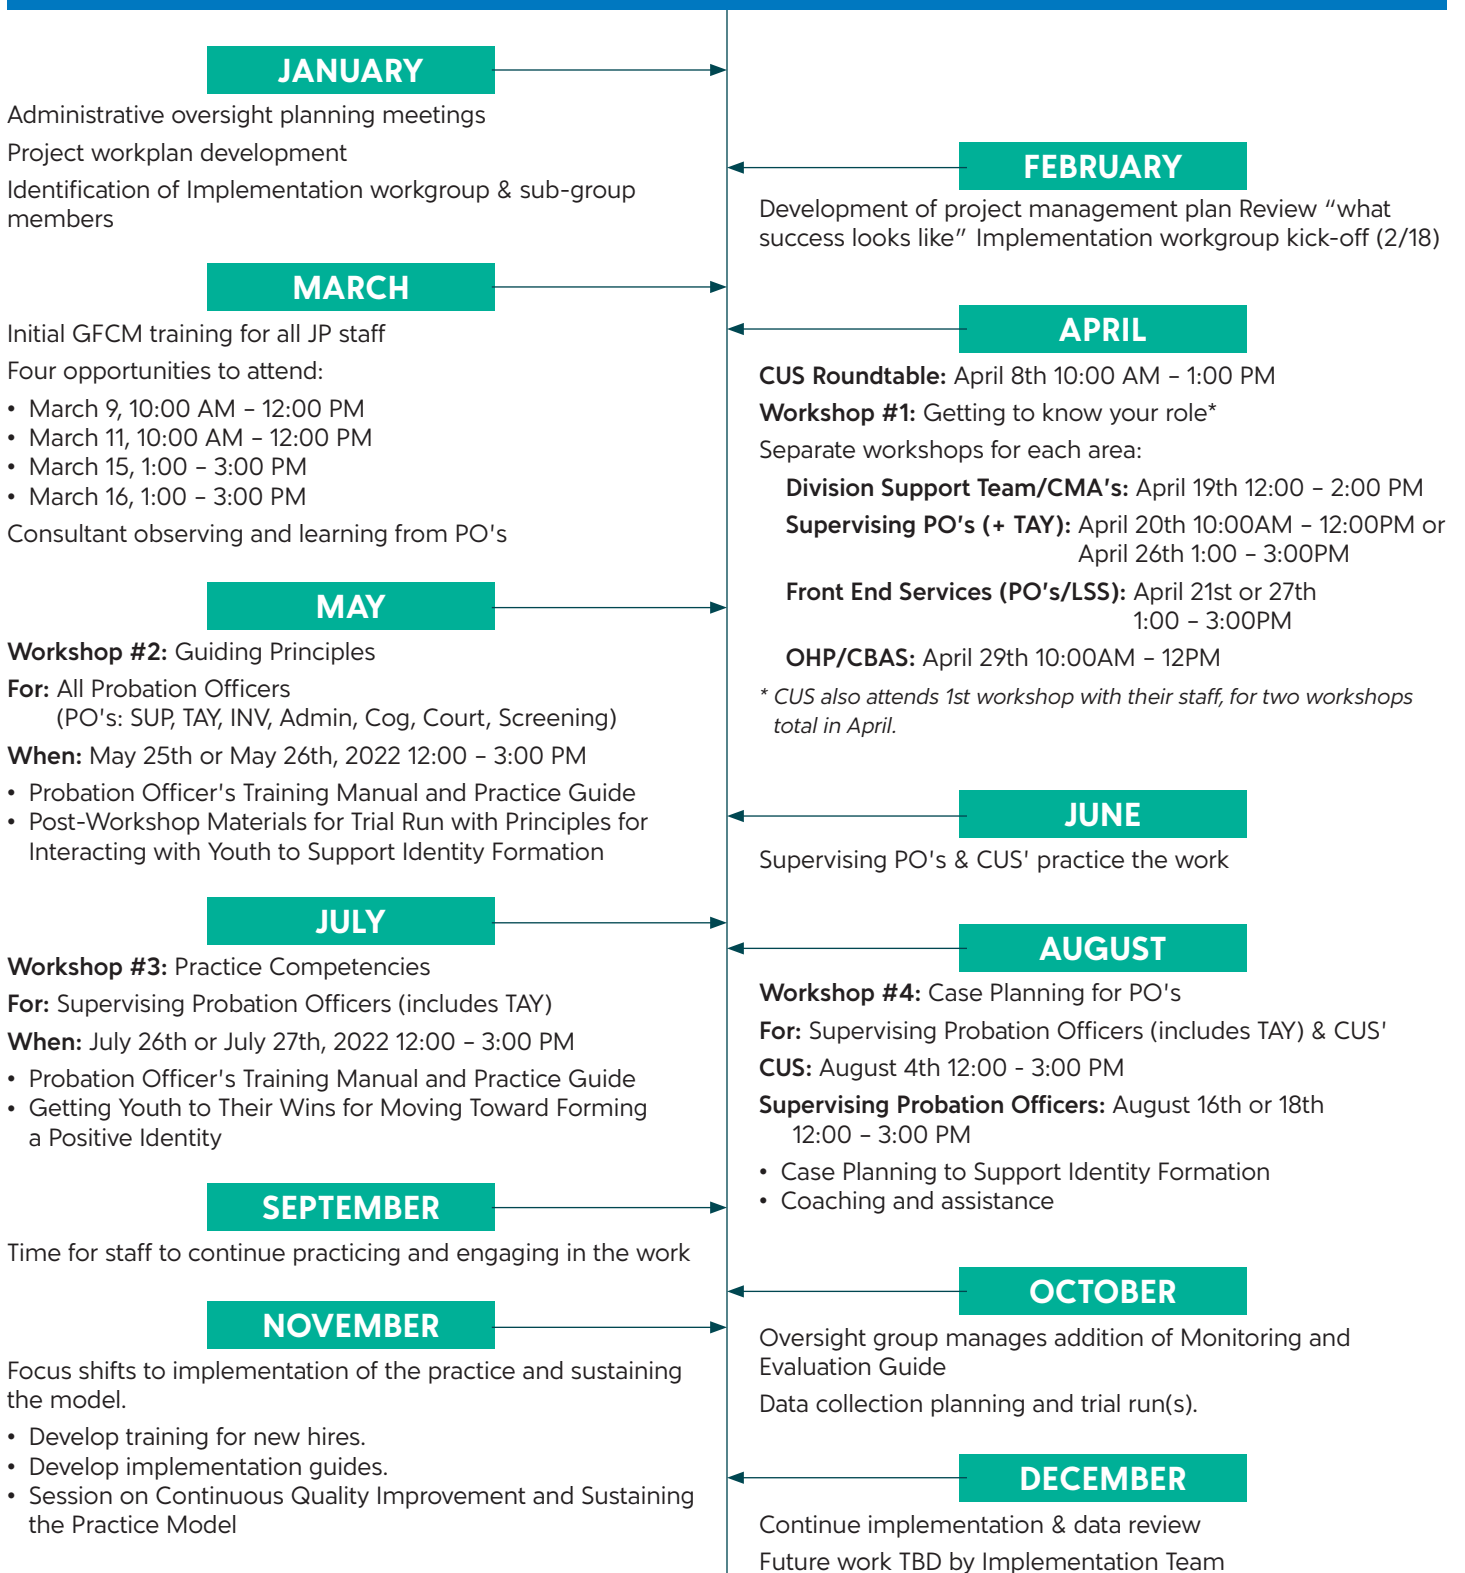 JANUARY
Administrative oversight planning meetings
Project workplan development
Identification of Implementation workgroup & sub-group
members
FEBRUARY
Development of project management plan Review “what
success looks like” Implementation workgroup kick-off (2/18)
MARCH
Initial GFCM training for all JP staff
Four opportunities to attend:
• March 9, 10:00 AM – 12:00 PM
• March 11, 10:00 AM – 12:00 PM
• March 15, 1:00 – 3:00 PM
• March 16, 1:00 – 3:00 PM
Consultant observing and learning from PO's
APRIL
CUS Roundtable: April 8th 10:00 AM – 1:00 PM
Workshop #1: Getting to know your role*
Separate workshops for each area:
Division Support Team/CMA's: April 19th 12:00 – 2:00 PM
Supervising PO's (+ TAY): April 20th 10:00AM – 12:00PM or
April 26th 1:00 – 3:00PM
Front End Services (PO's/LSS): April 21st or 27th
1:00 – 3:00PM
OHP/CBAS: April 29th 10:00AM – 12PM
* CUS also attends 1st workshop with their staff, for two workshops
total in April.
MAY
Workshop #2: Guiding Principles
For: All Probation Officers
(PO's: SUP, TAY, INV, Admin, Cog, Court, Screening)
When: May 25th or May 26th, 2022 12:00 – 3:00 PM
• Probation Officer's Training Manual and Practice Guide
• Post-Workshop Materials for Trial Run with Principles for
Interacting with Youth to Support Identity Formation
JUNE
Supervising PO's & CUS' practice the work
JULY
Workshop #3: Practice Competencies
For: Supervising Probation Officers (includes TAY)
When: July 26th or July 27th, 2022 12:00 – 3:00 PM
• Probation Officer's Training Manual and Practice Guide
• Getting Youth to Their Wins for Moving Toward Forming
a Positive Identity
AUGUST
Workshop #4: Case Planning for PO's
For: Supervising Probation Officers (includes TAY) & CUS'
CUS: August 4th 12:00 - 3:00 PM
Supervising Probation Officers: August 16th or 18th
12:00 – 3:00 PM
• Case Planning to Support Identity Formation
• Coaching and assistance
SEPTEMBER
Time for staff to continue practicing and engaging in the work
OCTOBER
Oversight group manages addition of Monitoring and
Evaluation Guide
Data collection planning and trial run(s).
NOVEMBER
Focus shifts to implementation of the practice and sustaining
the model.
• Develop training for new hires.
• Develop implementation guides.
• Session on Continuous Quality Improvement and Sustaining
the Practice Model
DECEMBER
Continue implementation & data review
Future work TBD by Implementation Team